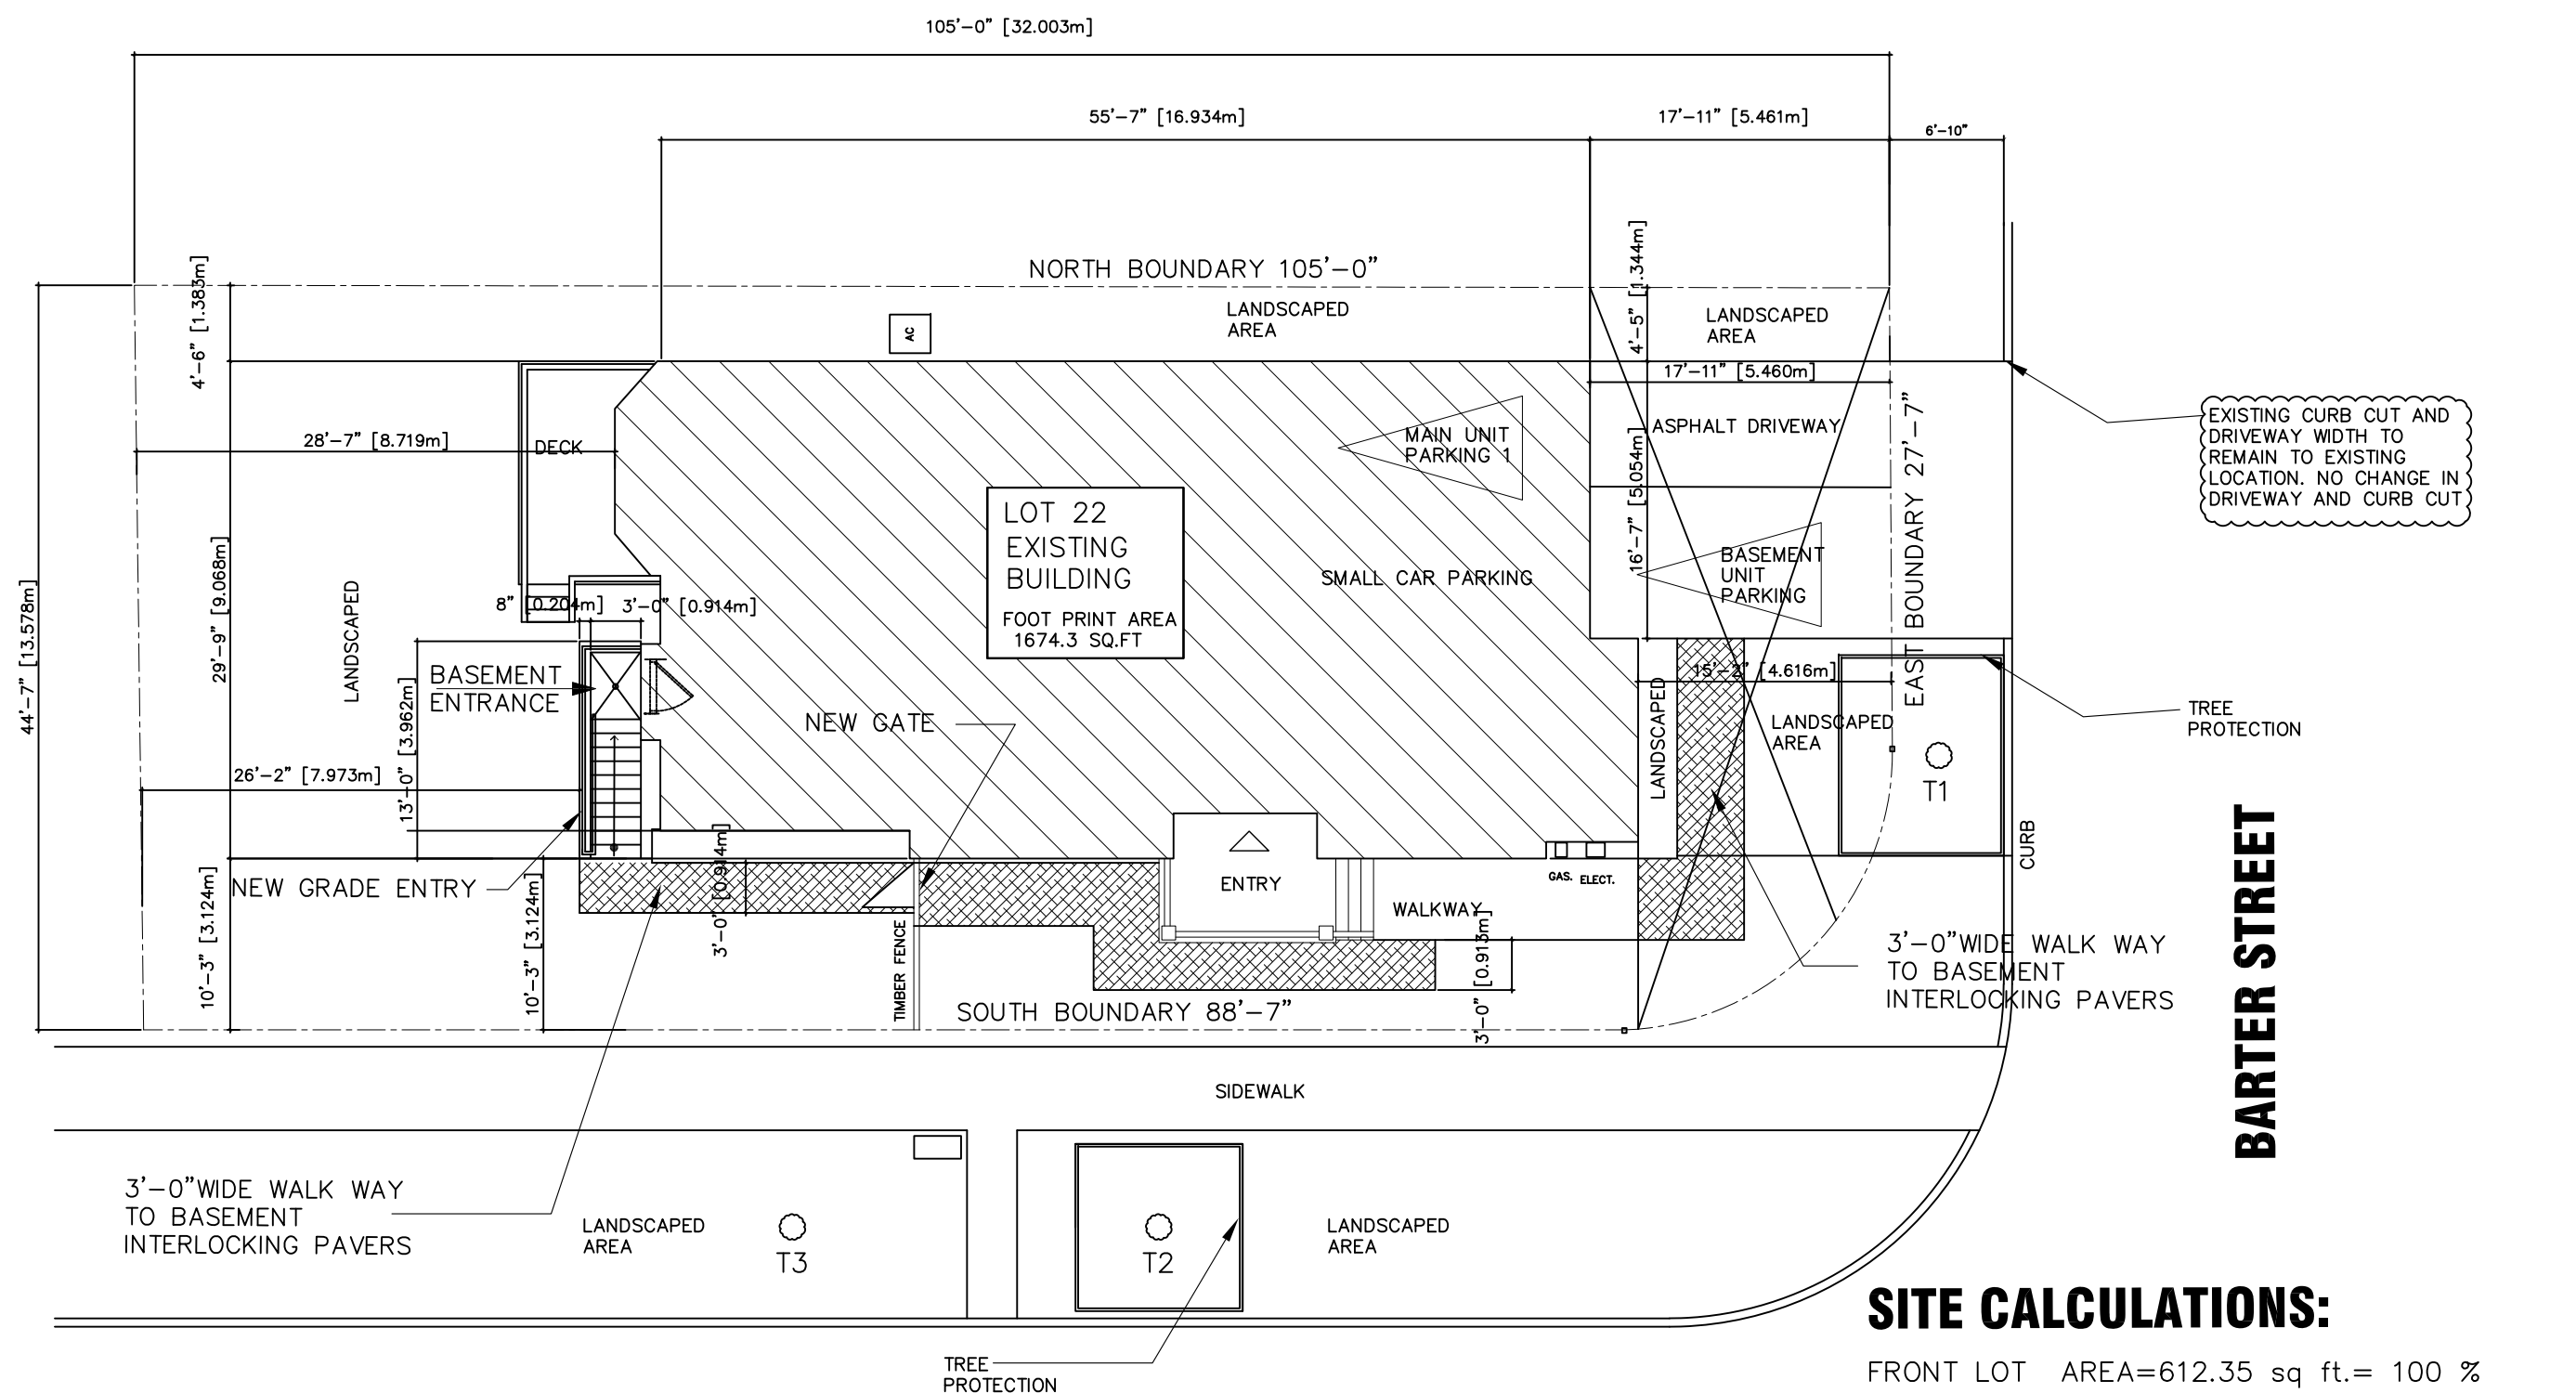 105'-0" [32.003m]
55'-7" [16.934m]
17'-11" [5.461m]
6'-10"
NORTH BOUNDARY 105'-0"
4'-6" [1.383m]
4'-5" [1.344m]
LANDSCAPED
AREA
LANDSCAPED
AREA
AC
17'-11" [5.460m]
ASPHALT DRIVEWAY
EAST BOUNDARY 27'-7"
EXISTING CURB CUT AND
DRIVEWAY WIDTH TO
REMAIN TO EXISTING
LOCATION. NO CHANGE IN
DRIVEWAY AND CURB CUT
28'-7" [8.719m]
DECK
MAIN UNIT
PARKING 1
16'-7" [5.054m]
LOT 22
EXISTING
BUILDING
FOOT PRINT AREA
1674.3 SQ.FT
SMALL CAR PARKING
BASEMENT
UNIT
PARKING
44'-7" [13.578m]
29'-9" [9.068m]
LANDSCAPED
8" [0.204m]
3'-0" [0.914m]
BASEMENT
ENTRANCE
13'-0" [3.962m]
NEW GATE
15'-2" [4.616m]
LANDSCAPED
LANDSCAPED
AREA
T1
TREE
PROTECTION
26'-2" [7.973m]
CURB
BARTER STREET
NEW GRADE ENTRY
10'-3" [3.124m]
10'-3" [3.124m]
3'-0" [0.914m]
TIMBER FENCE
ENTRY
GAS.
ELECT.
WALKWAY
3'-0" [0.913m]
3'-0"WIDE WALK WAY
TO BASEMENT
INTERLOCKING PAVERS
SOUTH BOUNDARY 88'-7"
SIDEWALK
3'-0"WIDE WALK WAY
TO BASEMENT
INTERLOCKING PAVERS
LANDSCAPED
AREA
T3
T2
LANDSCAPED
AREA
TREE
PROTECTION
SITE CALCULATIONS:
FRONT LOT AREA=612.35 sq ft.= 100 %